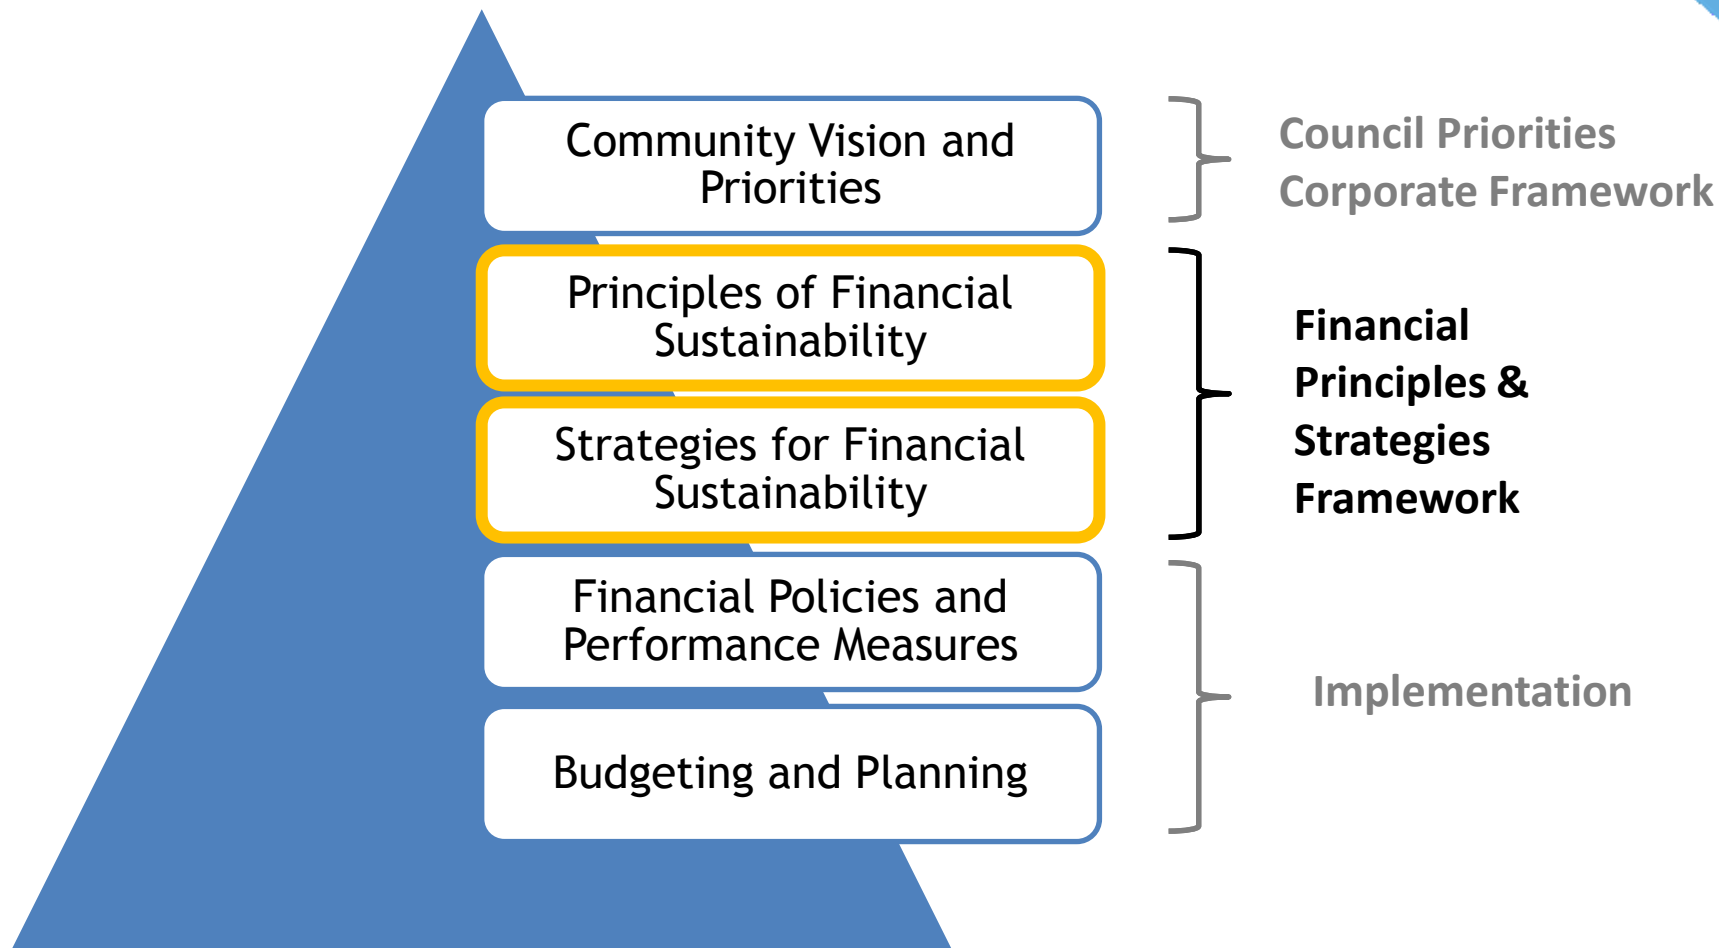 Community Vision and
Priorities
Council Priorities
Corporate Framework
Principles of Financial
Sustainability
Strategies for Financial
Sustainability
Financial
Principles &
Strategies
Framework
Financial Policies and
Performance Measures
Budgeting and Planning
Implementation